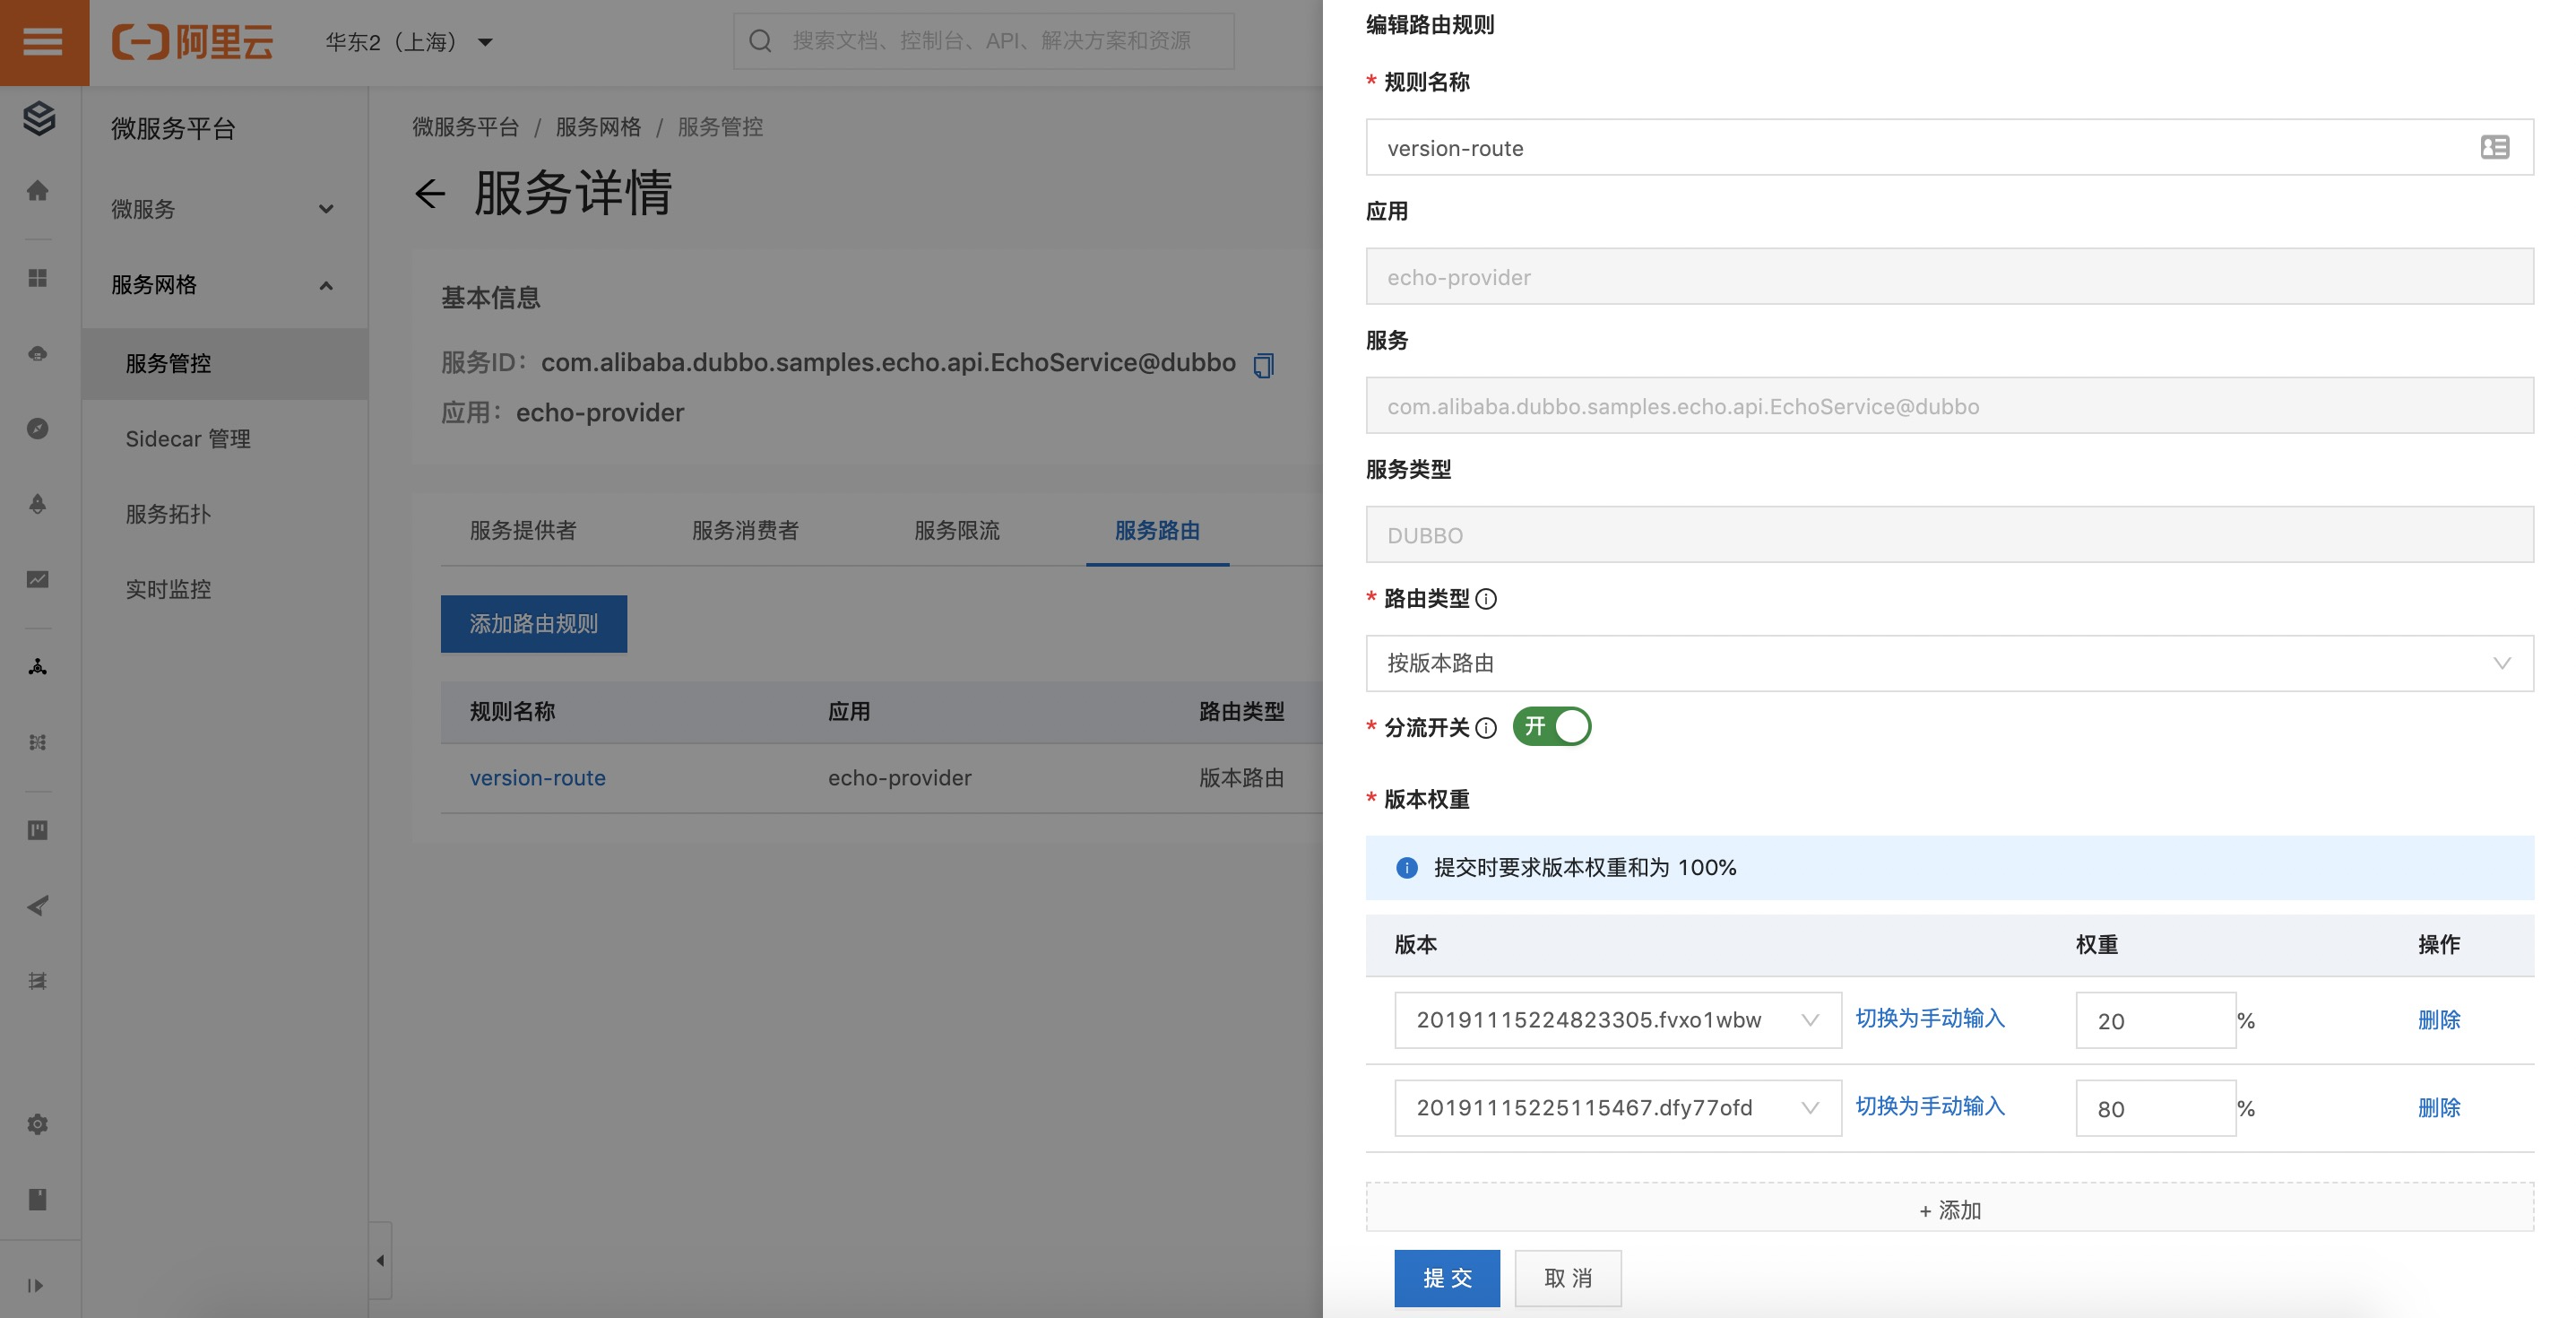 阿里云
华东2（上海）
搜索文档、控制台、API、解决方案和资源
微服务平台
微服务
服务网格
服务管控
Sidecar 管理
服务拓扑
实时监控
微服务平台 / 服务网格 / 服务管控
服务详情
基本信息
服务ID：com.alibaba.dubbo.samples.echo.api.EchoService@dubbo
应用：echo-provider
服务提供者 服务消费者 服务限流 服务路由
添加路由规则
规则名称 应用 路由类型
version-route echo-provider 版本路由
编辑路由规则
* 规则名称
version-route
应用
echo-provider
服务
com.alibaba.dubbo.samples.echo.api.EchoService@dubbo
服务类型
DUBBO
* 路由类型
按版本路由
* 分流开关 开
* 版本权重
提交时要求版本权重和为 100%
版本 权重 操作
20191115224823305.fvxo1wbw 切换为手动输入 20 % 删除
20191115225115467.dfy77ofd 切换为手动输入 80 % 删除
+ 添加
提 交 取 消